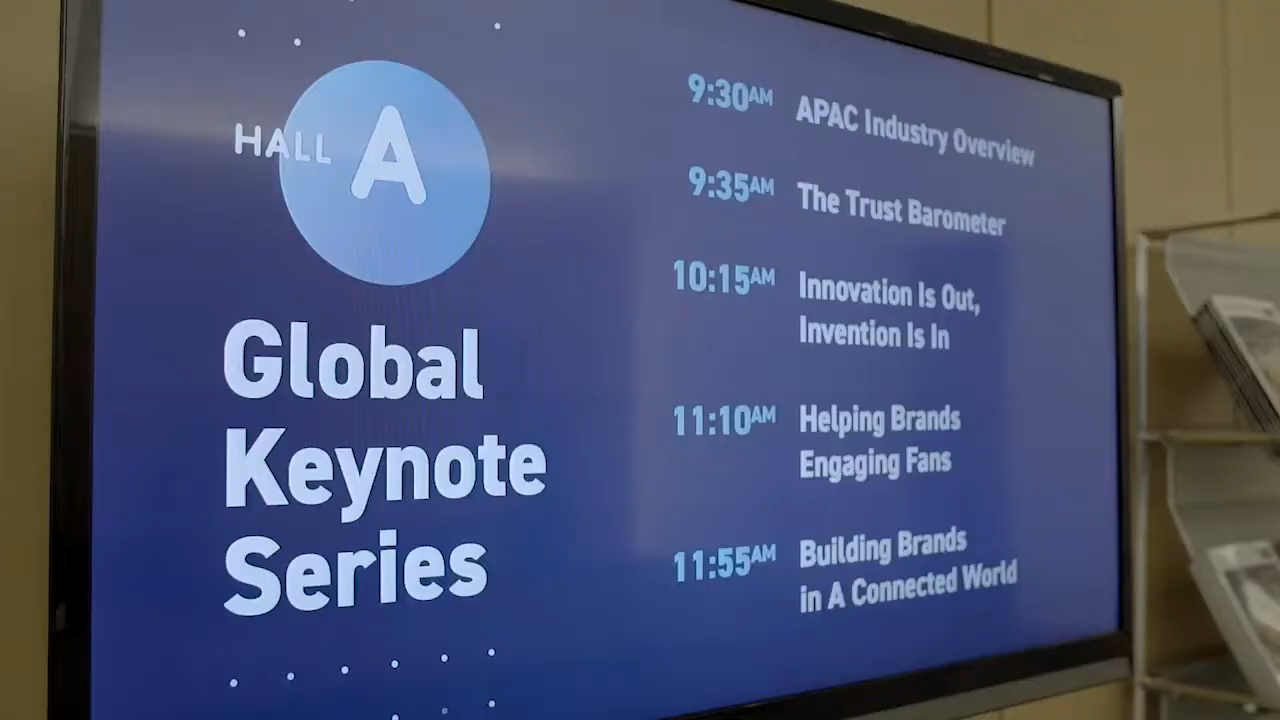 HALL A
Global
Keynote
Series
9:30AM APAC Industry Overview
9:35AM The Trust Barometer
10:15AM Innovation Is Out,
Invention Is In
11:10AM Helping Brands
Engaging Fans
11:55AM Building Brands
in A Connected World